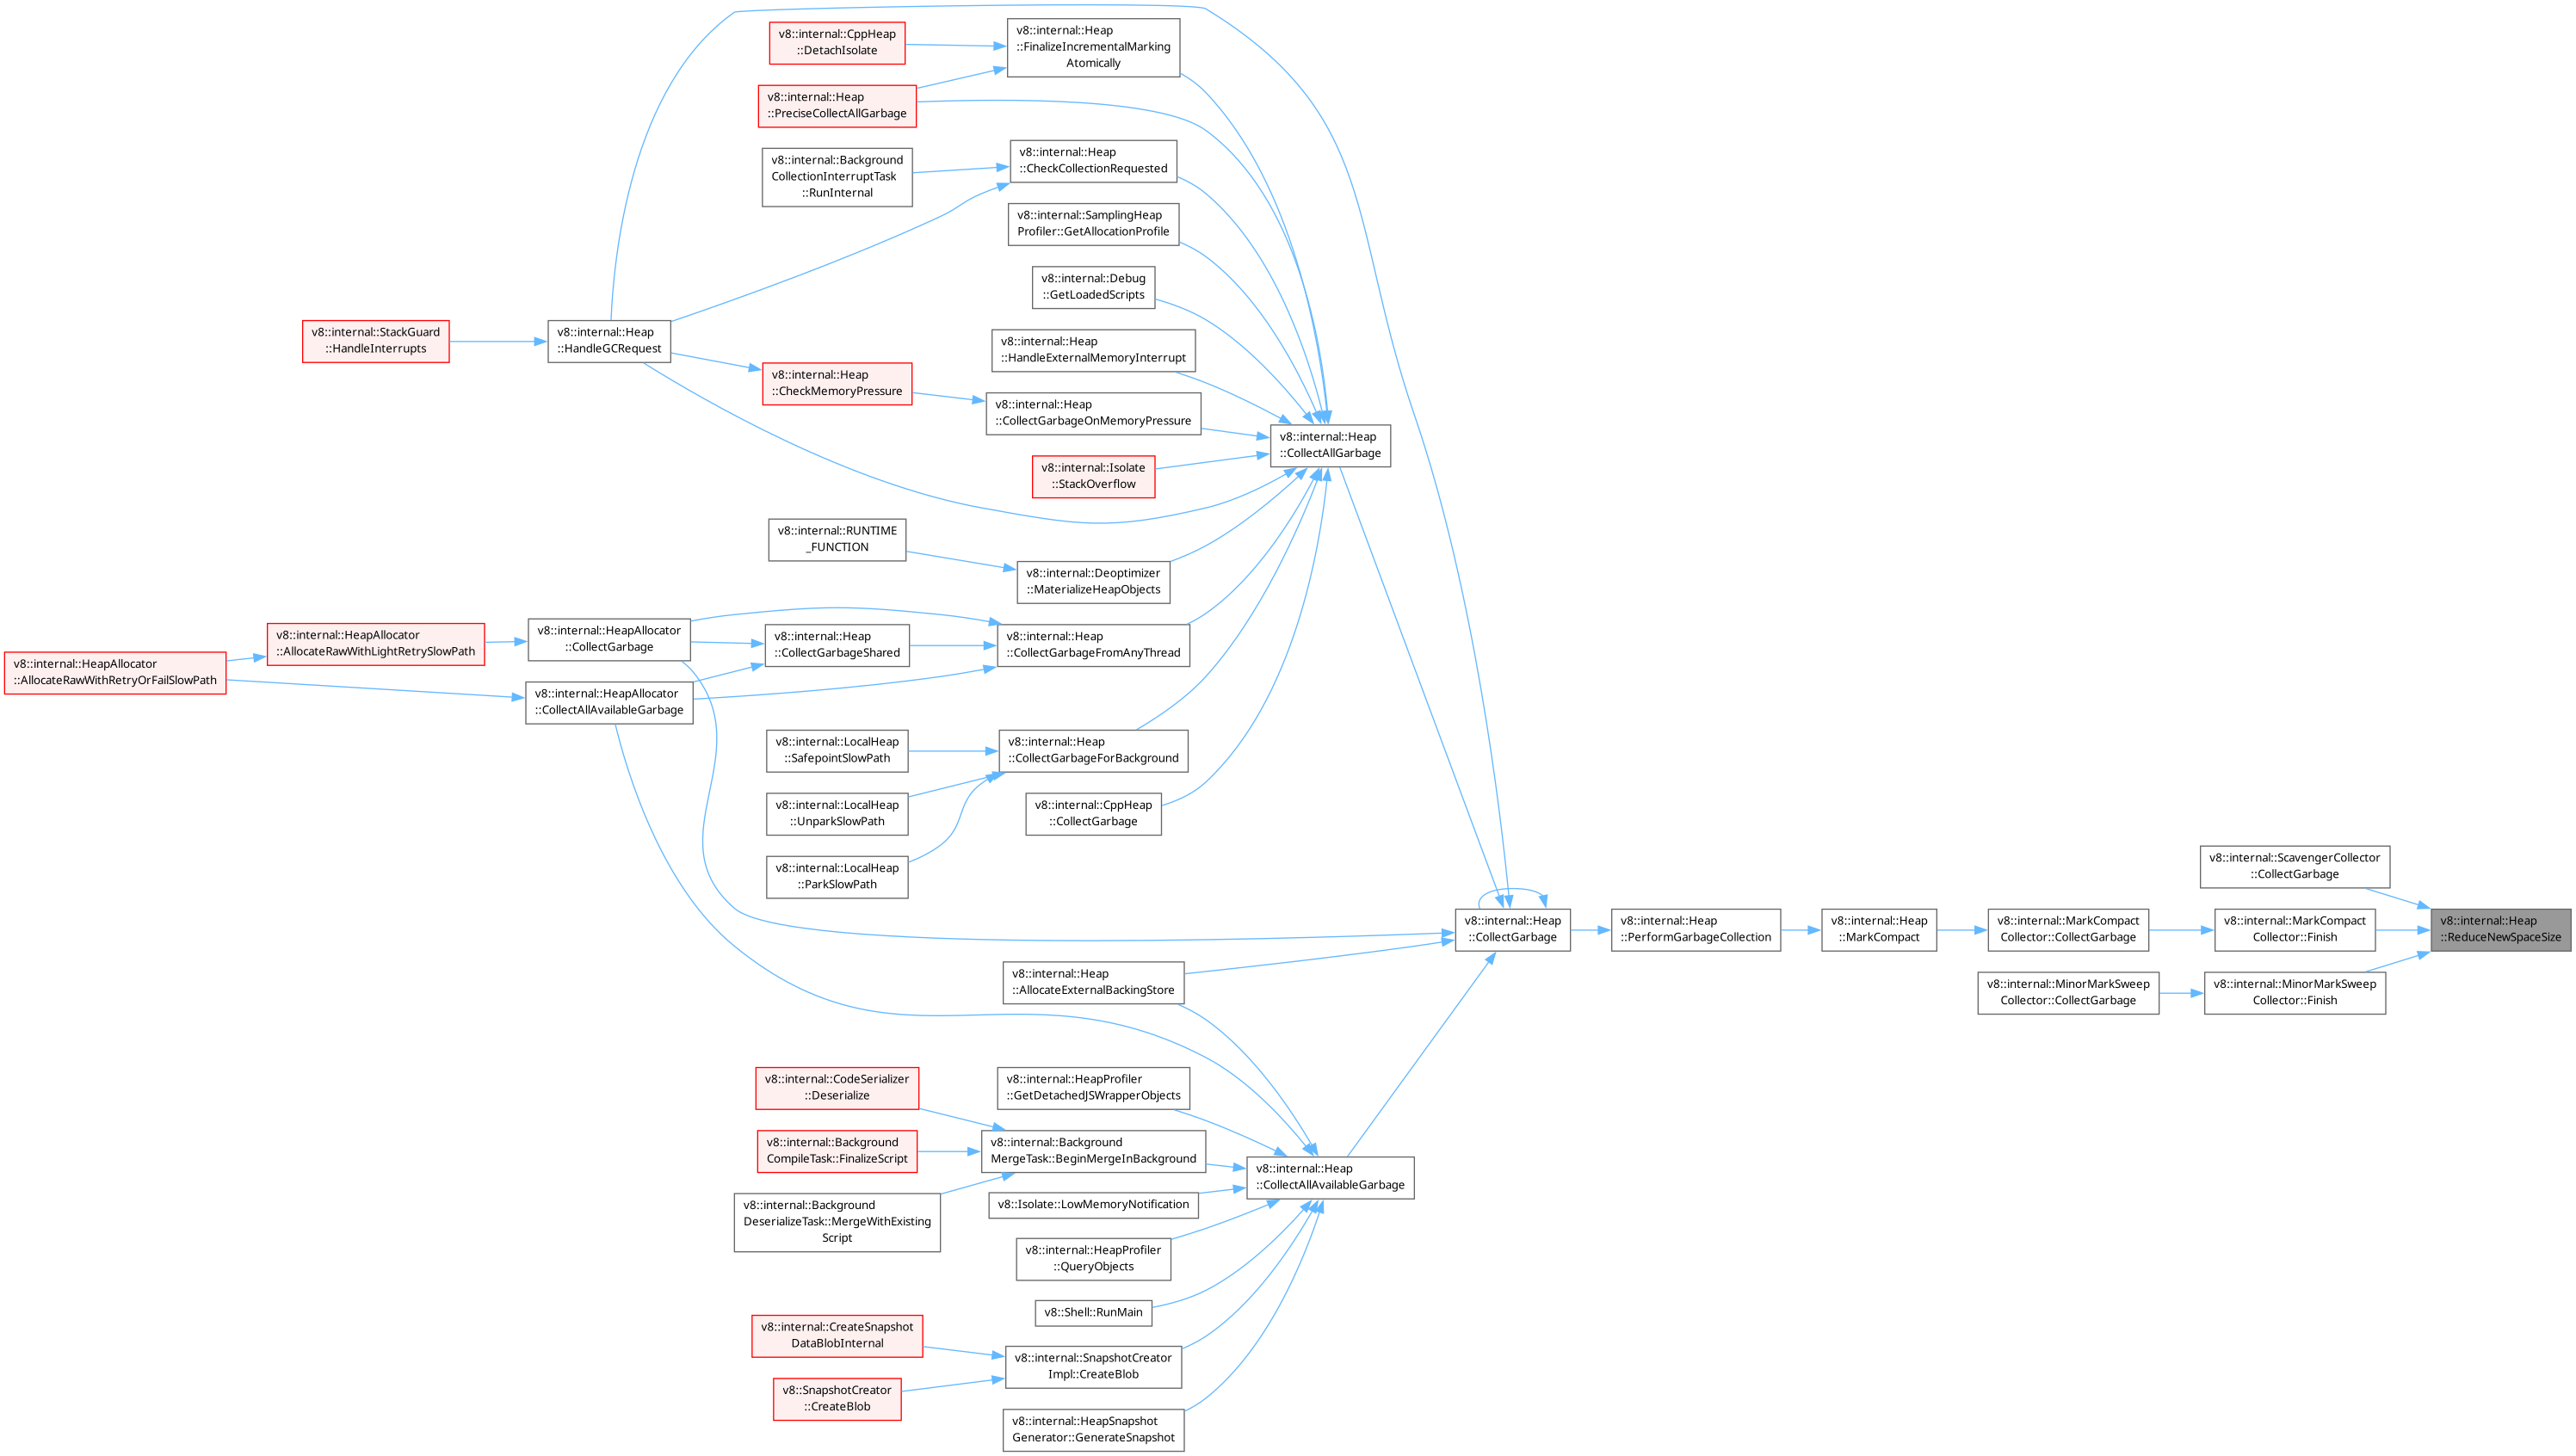 v8::internal::CppHeap
::DetachIsolate
v8::internal::Heap
::FinalizeIncrementalMarking
Atomically
v8::internal::Heap
::PreciseCollectAllGarbage
v8::internal::Background
CollectionInterruptTask
::RunInternal
v8::internal::Heap
::CheckCollectionRequested
v8::internal::SamplingHeap
Profiler::GetAllocationProfile
v8::internal::Debug
::GetLoadedScripts
v8::internal::StackGuard
::HandleInterrupts
v8::internal::Heap
::HandleGCRequest
v8::internal::Heap
::HandleExternalMemoryInterrupt
v8::internal::Heap
::CheckMemoryPressure
v8::internal::Heap
::CollectGarbageOnMemoryPressure
v8::internal::Heap
::CollectAllGarbage
v8::internal::Isolate
::StackOverflow
v8::internal::RUNTIME
_FUNCTION
v8::internal::Deoptimizer
::MaterializeHeapObjects
v8::internal::HeapAllocator
::AllocateRawWithRetryOrFailSlowPath
v8::internal::HeapAllocator
::AllocateRawWithLightRetrySlowPath
v8::internal::HeapAllocator
::CollectGarbage
v8::internal::Heap
::CollectGarbageShared
v8::internal::Heap
::CollectGarbageFromAnyThread
v8::internal::HeapAllocator
::CollectAllAvailableGarbage
v8::internal::LocalHeap
::SafepointSlowPath
v8::internal::Heap
::CollectGarbageForBackground
v8::internal::LocalHeap
::UnparkSlowPath
v8::internal::CppHeap
::CollectGarbage
v8::internal::LocalHeap
::ParkSlowPath
v8::internal::ScavengerCollector
::CollectGarbage
v8::internal::Heap
::CollectGarbage
v8::internal::Heap
::PerformGarbageCollection
v8::internal::Heap
::MarkCompact
v8::internal::MarkCompact
Collector::CollectGarbage
v8::internal::MarkCompact
Collector::Finish
v8::internal::Heap
::ReduceNewSpaceSize
v8::internal::Heap
::AllocateExternalBackingStore
v8::internal::MinorMarkSweep
Collector::CollectGarbage
v8::internal::MinorMarkSweep
Collector::Finish
v8::internal::CodeSerializer
::Deserialize
v8::internal::HeapProfiler
::GetDetachedJSWrapperObjects
v8::internal::Background
CompileTask::FinalizeScript
v8::internal::Background
MergeTask::BeginMergeInBackground
v8::internal::Heap
::CollectAllAvailableGarbage
v8::internal::Background
DeserializeTask::MergeWithExisting
Script
v8::Isolate::LowMemoryNotification
v8::internal::HeapProfiler
::QueryObjects
v8::Shell::RunMain
v8::internal::CreateSnapshot
DataBlobInternal
v8::internal::SnapshotCreator
Impl::CreateBlob
v8::SnapshotCreator
::CreateBlob
v8::internal::HeapSnapshot
Generator::GenerateSnapshot